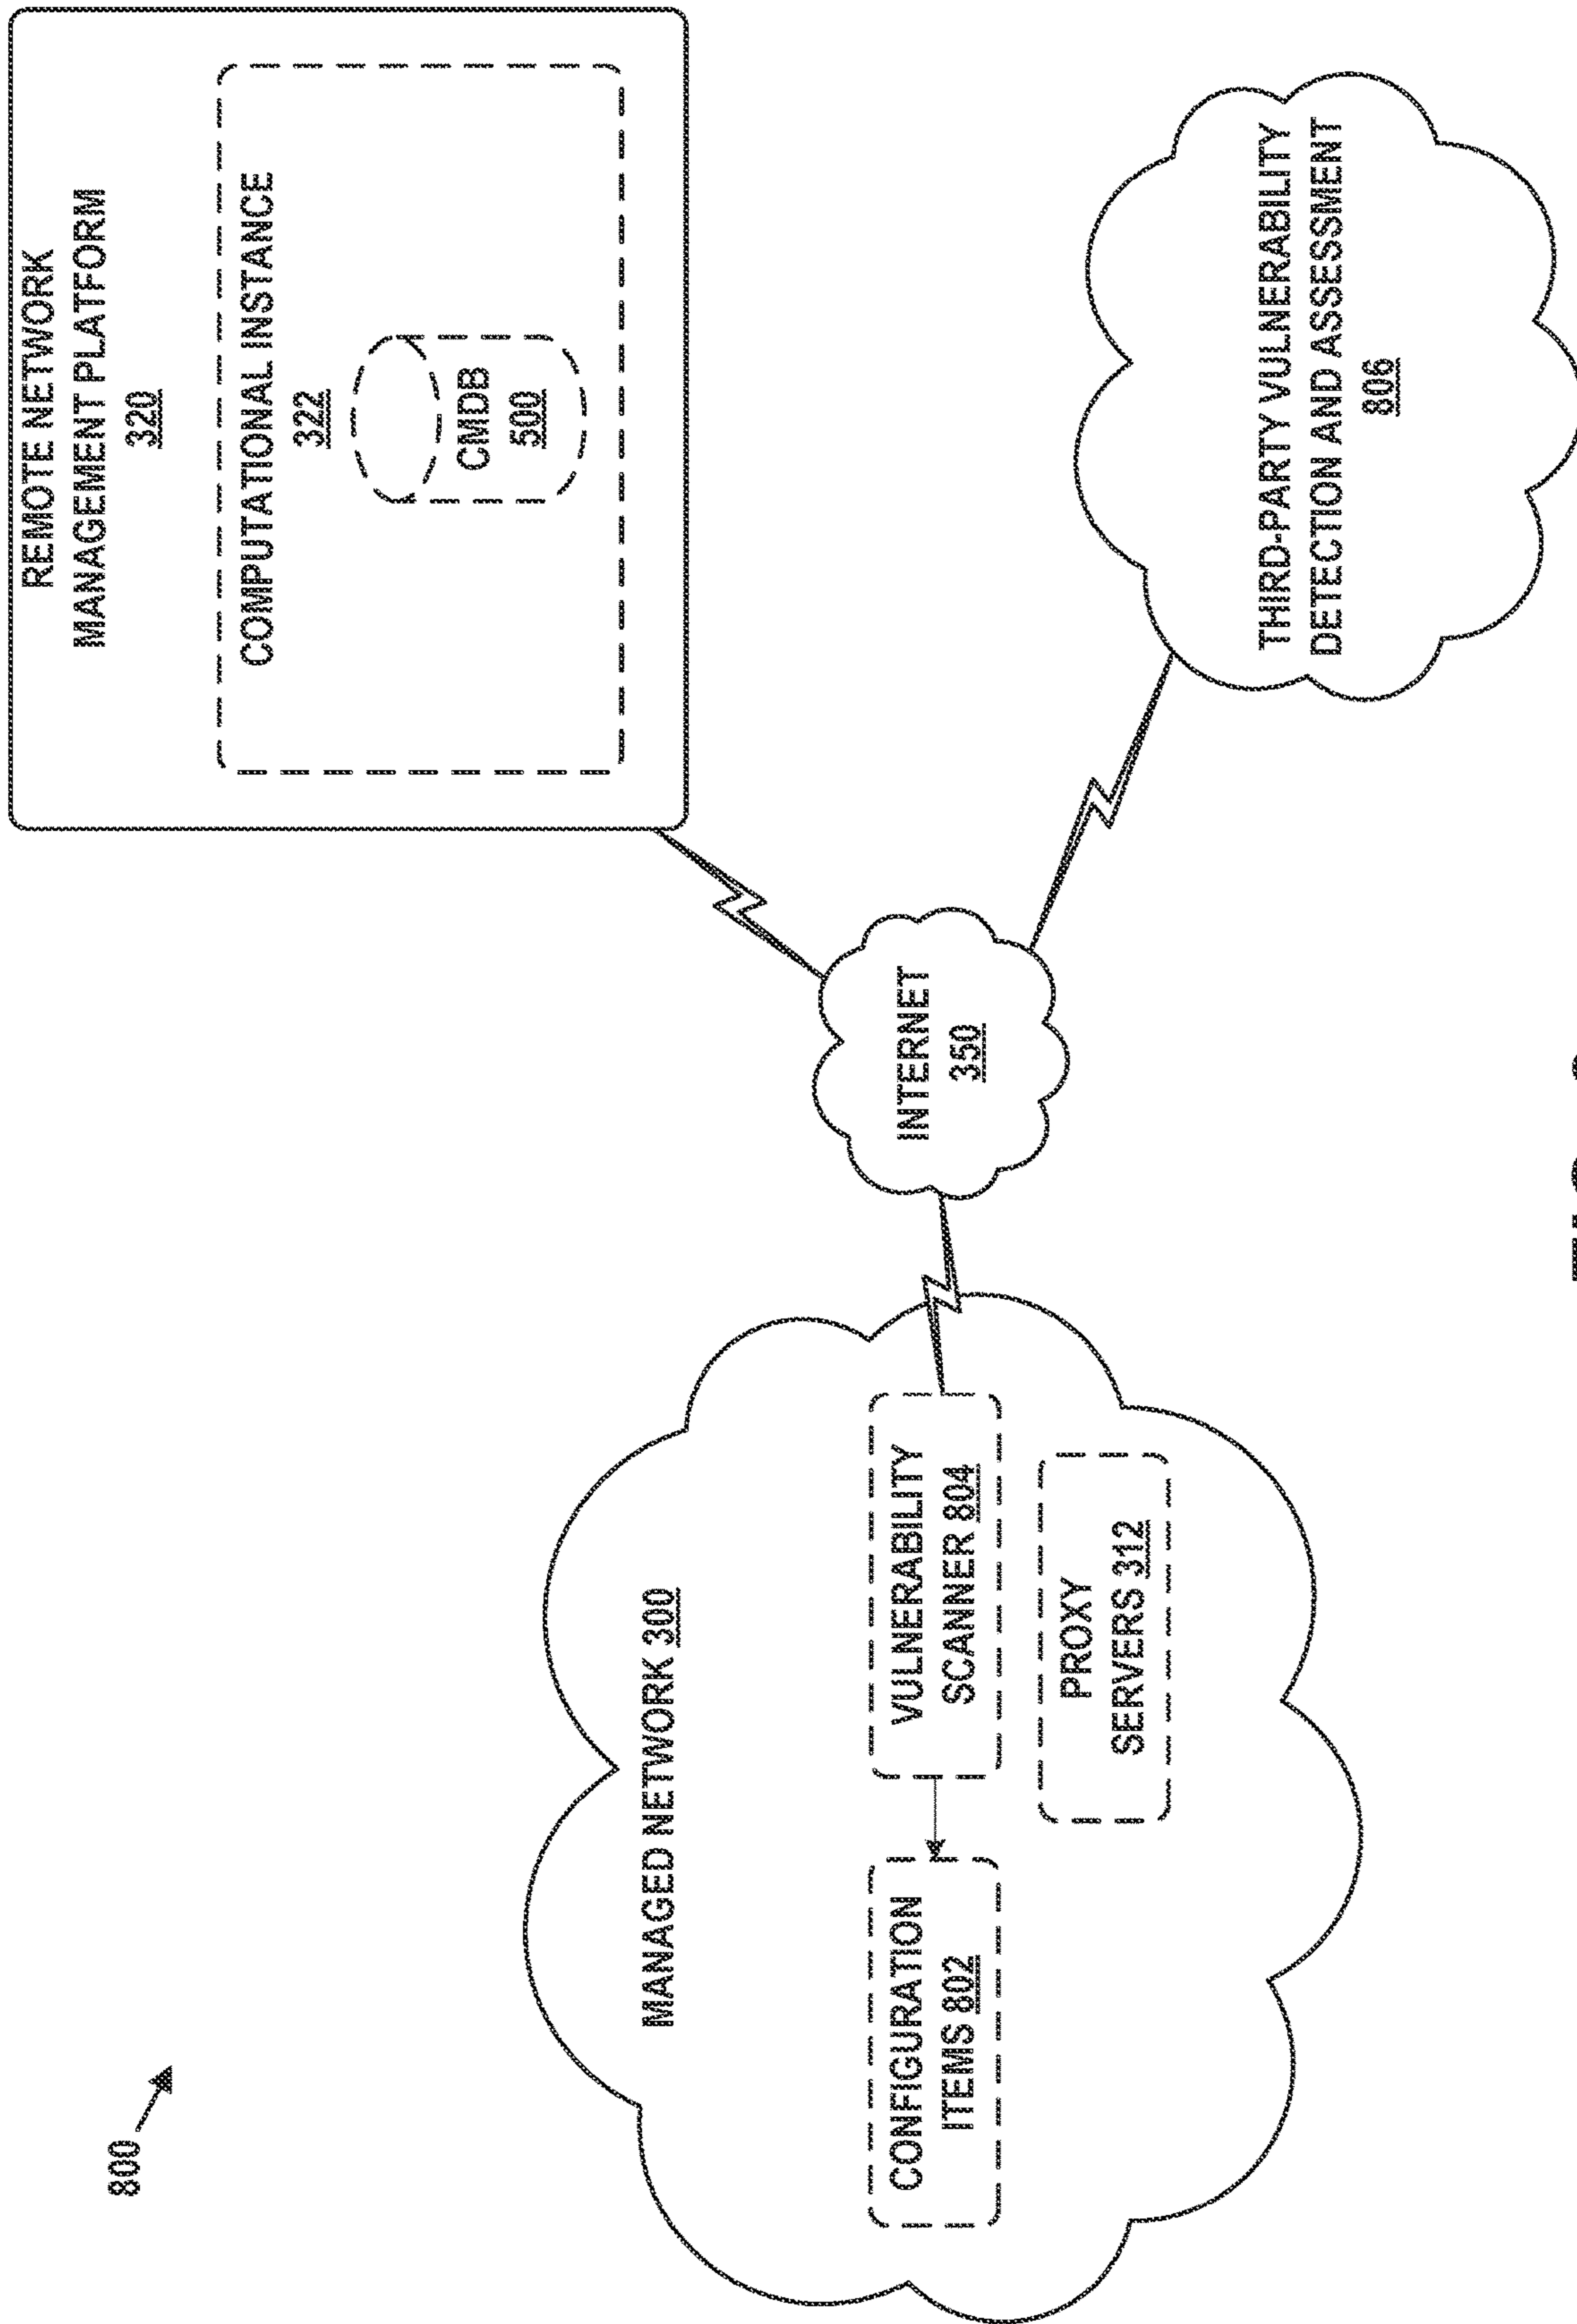 800
MANAGED NETWORK 300
CONFIGURATION
ITEMS 802
VULNERABILITY
SCANNER 804
PROXY
SERVERS 312
INTERNET
350
REMOTE NETWORK
MANAGEMENT PLATFORM
320
COMPUTATIONAL INSTANCE
322
CMDB
500
THIRD-PARTY VULNERABILITY
DETECTION AND ASSESSMENT
806